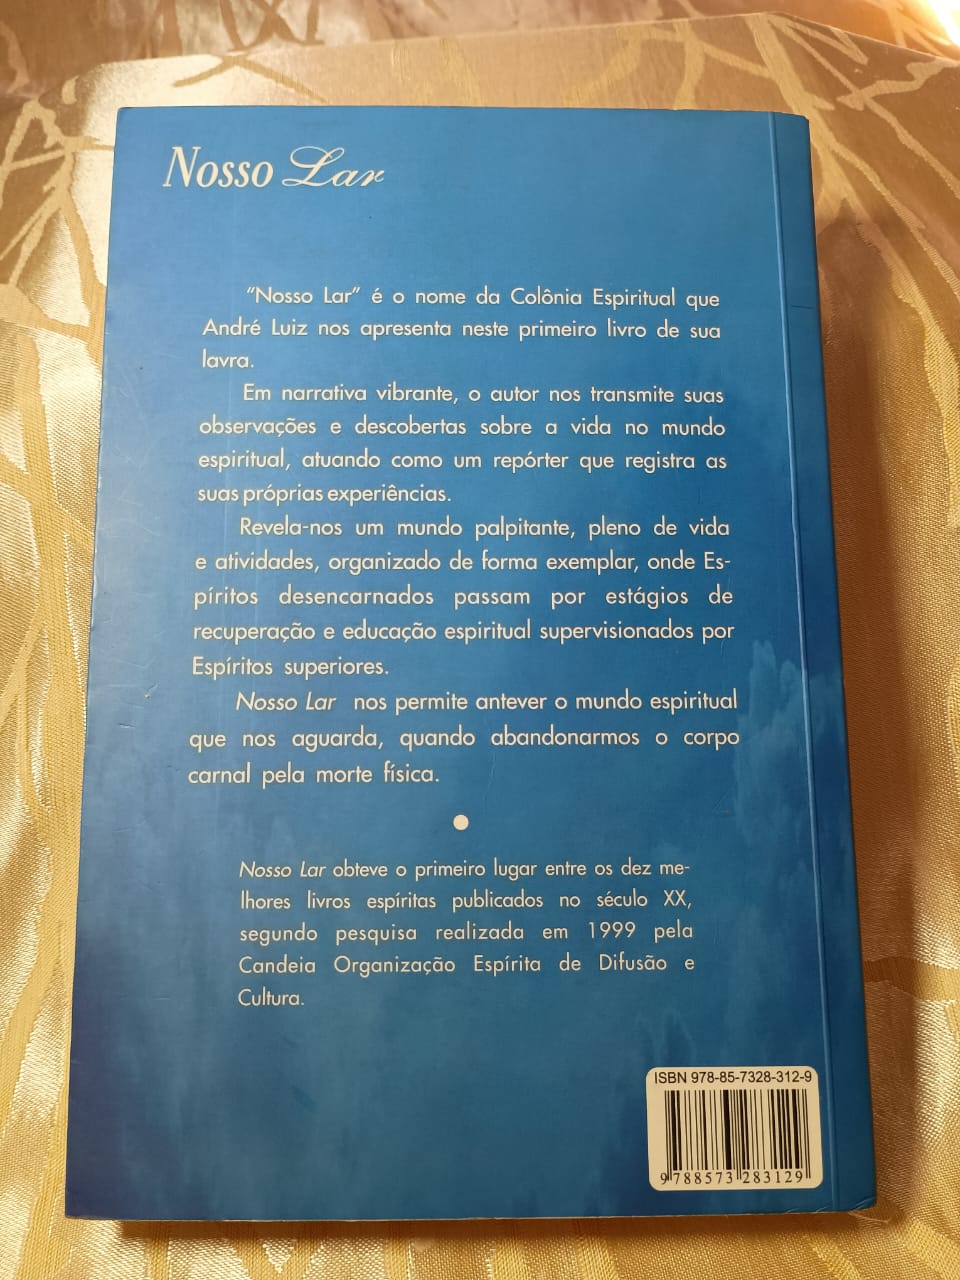 Nosso Lar
"Nosso Lar" é o nome da Colônia Espiritual que
André Luiz nos apresenta neste primeiro livro de sua
lavra.
Em narrativa vibrante, o autor nos transmite suas
observações e descobertas sobre a vida no mundo
espiritual, atuando como um repórter que registra as
suas próprias experiências.
Revela-nos um mundo palpitante, pleno de vida
e atividades, organizado de forma exemplar, onde Es-
píritos desencarnados passam por estágios de
recuperação e educação espiritual supervisionados por
Espíritos superiores.
Nosso Lar nos permite antever o mundo espiritual
que nos aguarda, quando abandonarmos o corpo
carnal pela morte física.
Nosso Lar obteve o primeiro lugar entre os dez me-
lhores livros espíritas publicados no século XX,
segundo pesquisa realizada em 1999 pela
Candeia Organização Espírita de Difusão e
Cultura.
ISBN 978-85-7328-312-9
9 788573 283129